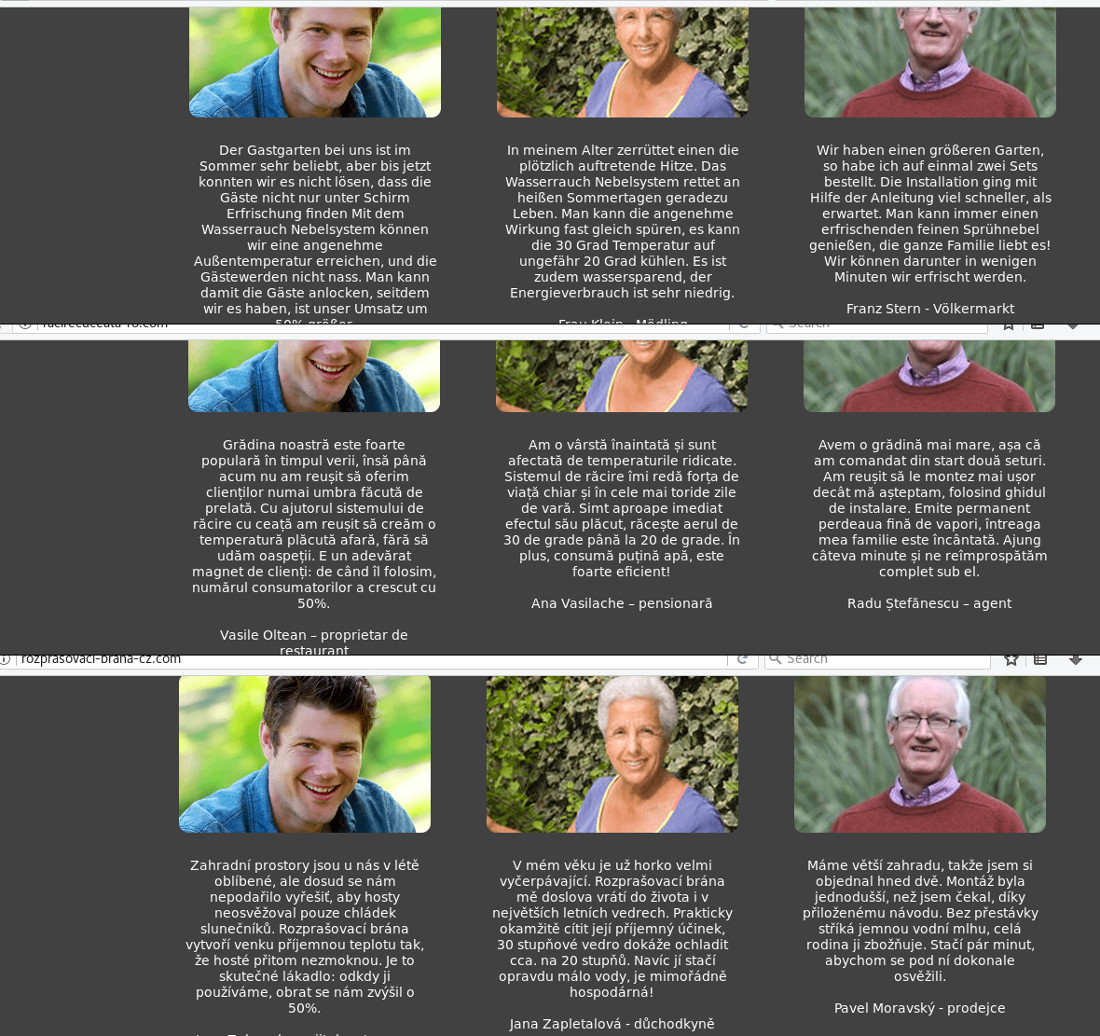 Der Gastgarten bei uns ist im
Sommer sehr beliebt, aber bis jetzt
konnten wir es nicht lösen, dass die
Gäste nicht nur unter Schirm
Erfrischung finden Mit dem
Wasserrauch Nebelsystem können
wir eine angenehme
Außentemperatur erreichen, und die
Gästewerden nicht nass. Man kann
damit die Gäste anlocken, seitdem
wir es haben, ist unser Umsatz um
50% größer
In meinem Alter zerrüttet einen die
plötzlich auftretende Hitze. Das
Wasserrauch Nebelsystem rettet an
heißen Sommertagen geradezu
Leben. Man kann die angenehme
Wirkung fast gleich spüren, es kann
die 30 Grad Temperatur auf
ungefähr 20 Grad kühlen. Es ist
zudem wassersparend, der
Energieverbrauch ist sehr niedrig.
Frau Klein - Mödling
Wir haben einen größeren Garten,
so habe ich auf einmal zwei Sets
bestellt. Die Installation ging mit
Hilfe der Anleitung viel schneller, als
erwartet. Man kann immer einen
erfrischenden feinen Sprühnebel
genießen, die ganze Familie liebt es!
Wir können darunter in wenigen
Minuten wir erfrischt werden.
Franz Stern - Völkermarkt
Search
Grădina noastră este foarte
populară în timpul verii, însă până
acum nu am reușit să oferim
clienților numai umbra făcută de
prelată. Cu ajutorul sistemului de
răcire cu ceață am reușit să creăm o
temperatură plăcută afară, fără să
udăm oaspeții. E un adevărat
magnet de clienți: de când îl folosim,
numărul consumatorilor a crescut cu
50%.
Vasile Oltean – proprietar de
restaurant
Am o vârstă înaintată și sunt
afectată de temperaturile ridicate.
Sistemul de răcire îmi redă forța de
viață chiar și în cele mai toride zile
de vară. Simt aproape imediat
efectul său plăcut, răcește aerul de
30 de grade până la 20 de grade. În
plus, consumă puțină apă, este
foarte eficient!
Ana Vasilache – pensionară
Avem o grădină mai mare, așa că
am comandat din start două seturi.
Am reușit să le montez mai ușor
decât mă așteptam, folosind ghidul
de instalare. Emite permanent
perdeaua fină de vapori, întreaga
mea familie este încântată. Ajung
câteva minute și ne reîmprospătăm
complet sub el.
Radu Ștefănescu – agent
rozprasovaci-brana-cz.com
Search
Zahradní prostory jsou u nás v létě
oblíbené, ale dosud se nám
nepodařilo vyřešiť, aby hosty
neosvěžoval pouze chládek
slunečníků. Rozprašovací brána
vytvoří venku příjemnou teplotu tak,
že hosté přitom nezmoknou. Je to
skutečné lákadlo: odkdy ji
používáme, obrat se nám zvýšil o
50%.
V mém věku je už horko velmi
vyčerpávající. Rozprašovací brána
mě doslova vrátí do života i v
největších letních vedrech. Prakticky
okamžitě cítit její příjemný účinek,
30 stupňové vedro dokáže ochladit
cca. na 20 stupňů. Navíc jí stačí
opravdu málo vody, je mimořádně
hospodárná!
Jana Zapletalová - důchodkyně
Máme větší zahradu, takže jsem si
objednal hned dvě. Montáž byla
jednodušší, než jsem čekal, díky
přiloženému návodu. Bez přestávky
stříká jemnou vodní mlhu, celá
rodina ji zbožňuje. Stačí pár minut,
abychom se pod ní dokonale
osvěžili.
Pavel Moravský - prodejce